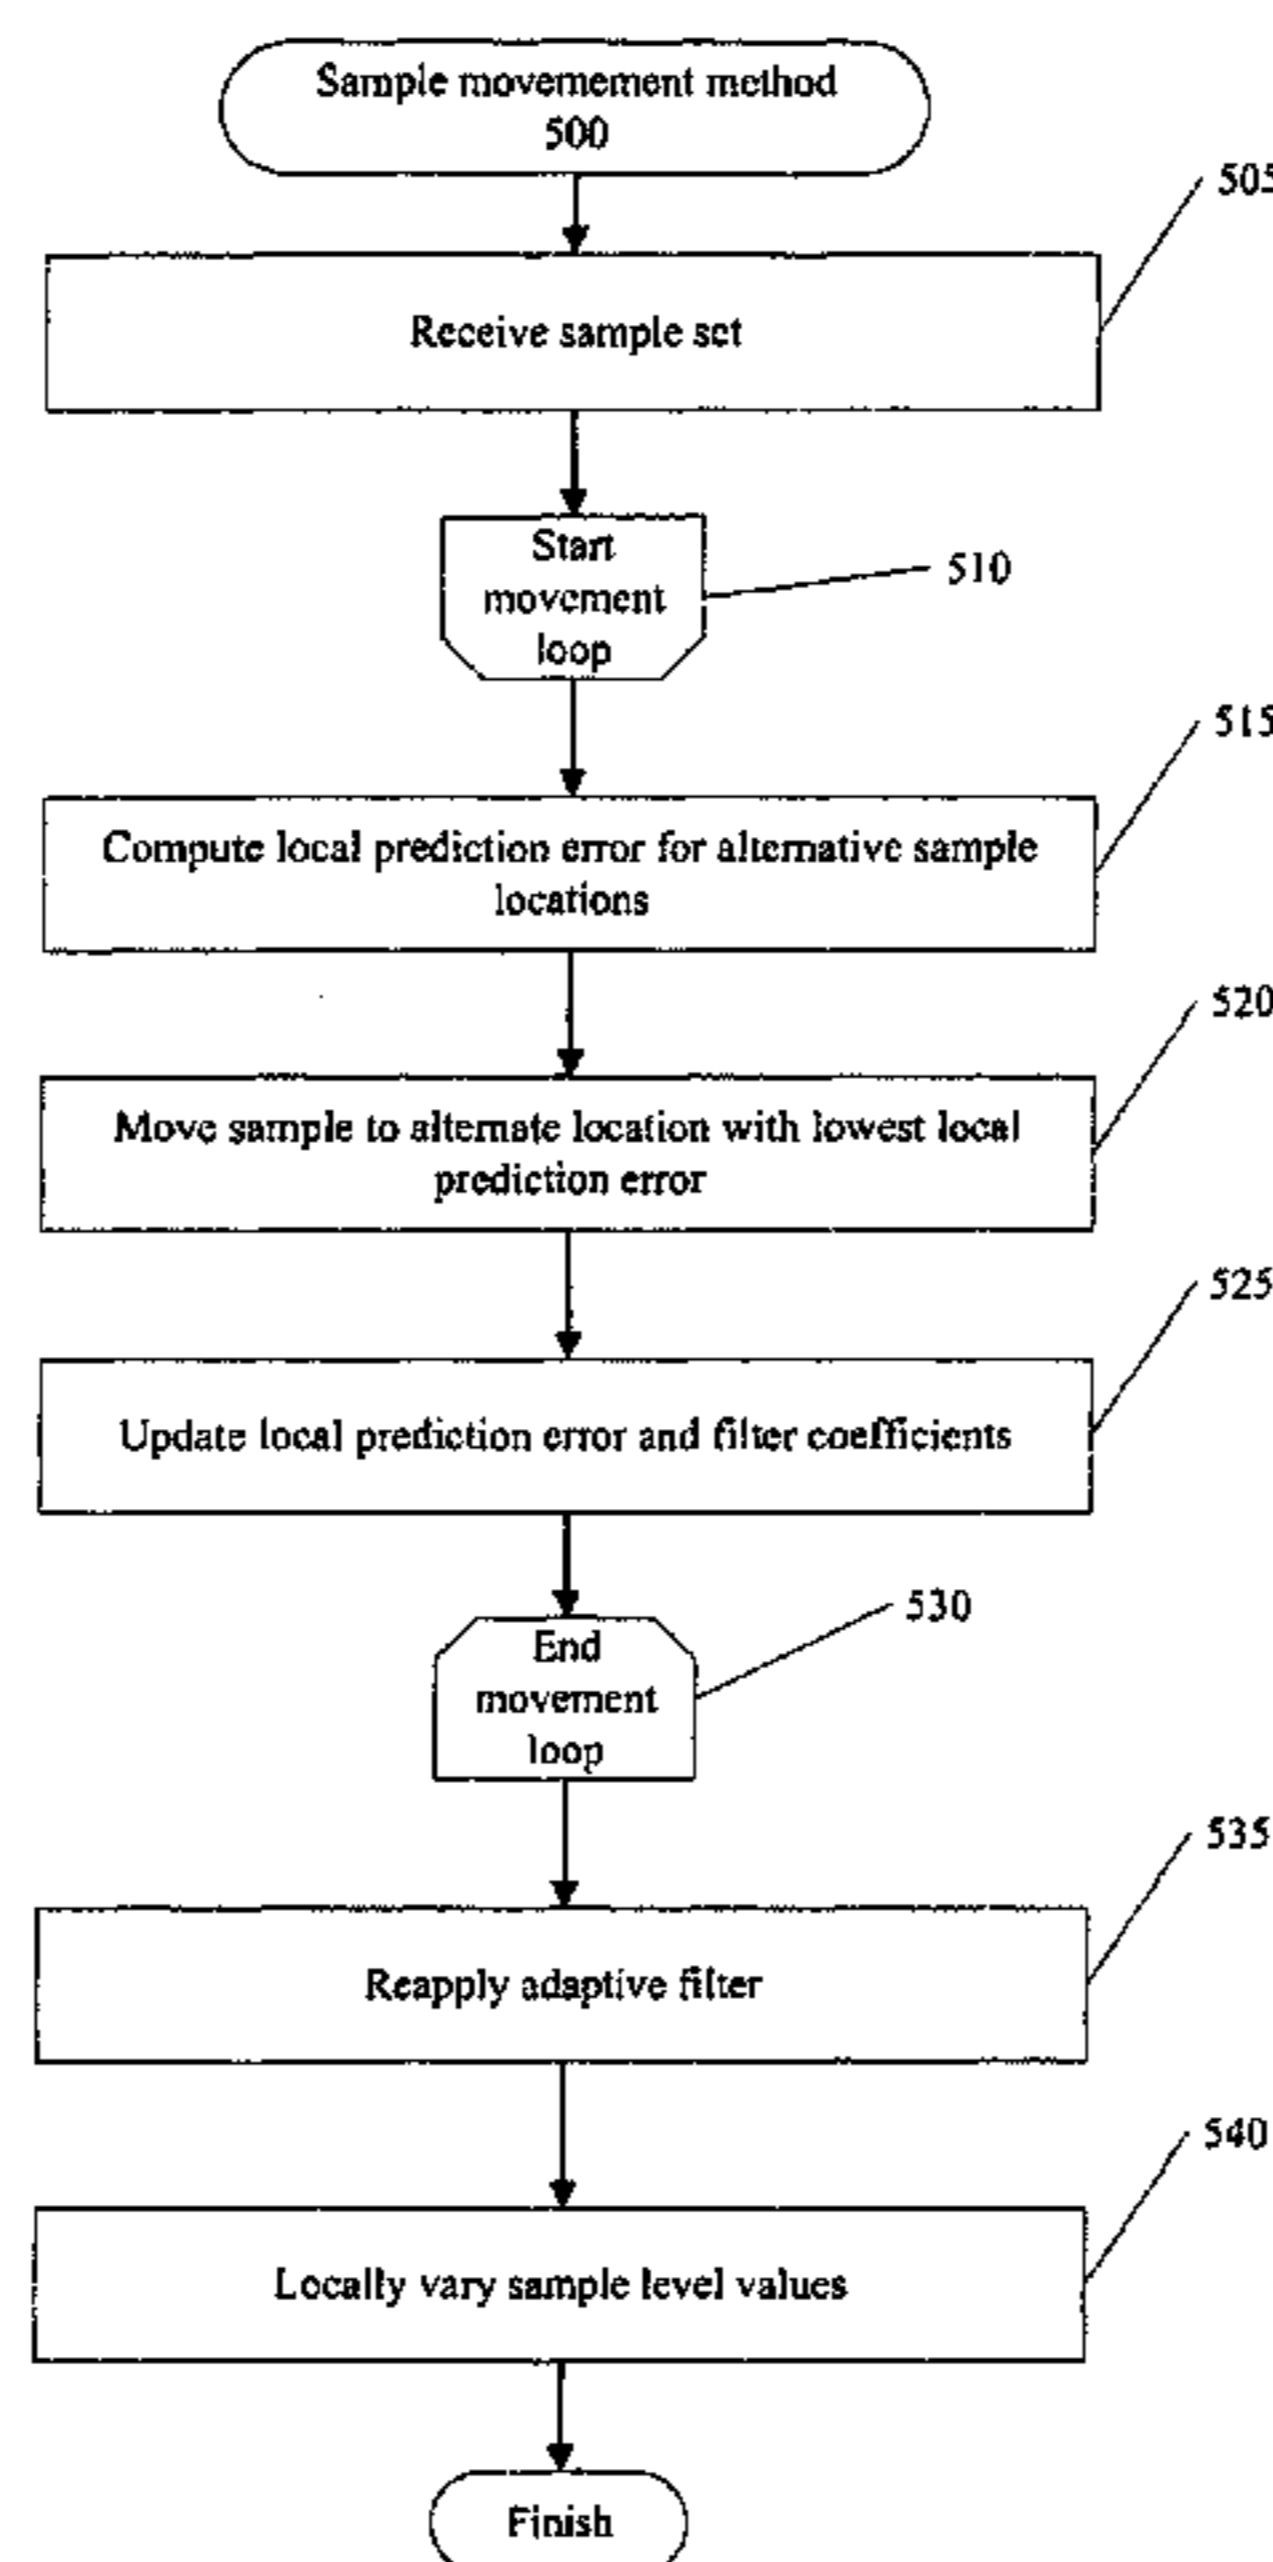 Sample movemement method
500
505
Receive sample set
Start
movement
loop
510
515
Compute local prediction error for alternative sample
locations
520
Move sample to alternate location with lowest local
prediction error
525
Update local prediction error and filter coefficients
530
End
movement
loop
535
Reapply adaptive filter
540
Locally vary sample level values
Finish